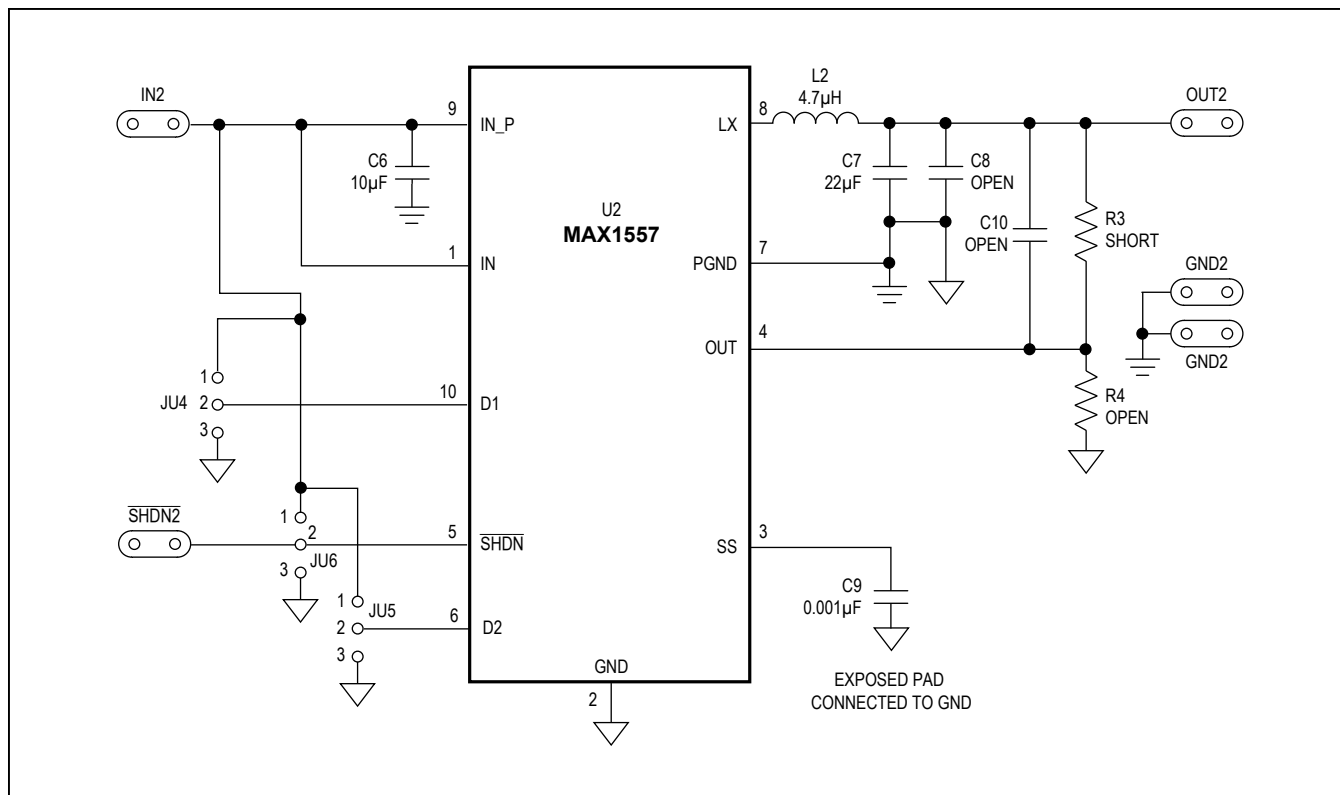 IN2
9
IN_P
C6
10µF
1
IN
U2
MAX1557
L2
4.7µH
8
LX
OUT2
C7
22µF
C8
OPEN
C10
OPEN
R3
SHORT
7
PGND
GND2
GND2
4
OUT
R4
OPEN
1
JU4
2
3
10
D1
SHDN2
1
2
JU6
3
5
SHDN
1
JU5
2
3
6
D2
3
SS
C9
0.001µF
GND
2
EXPOSED PAD
CONNECTED TO GND